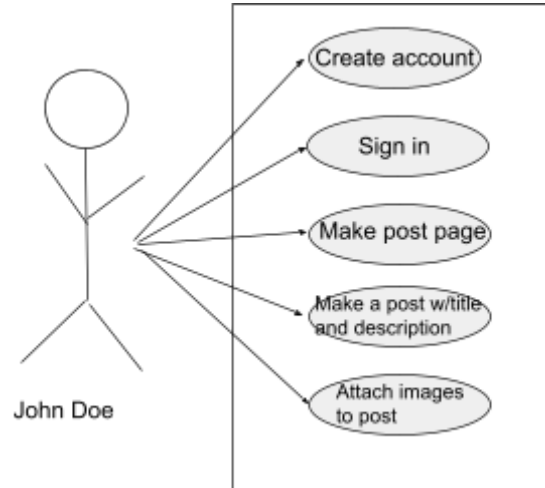 Create account
Sign in
Make post page
Make a post w/title
and description
Attach images
to post
John Doe